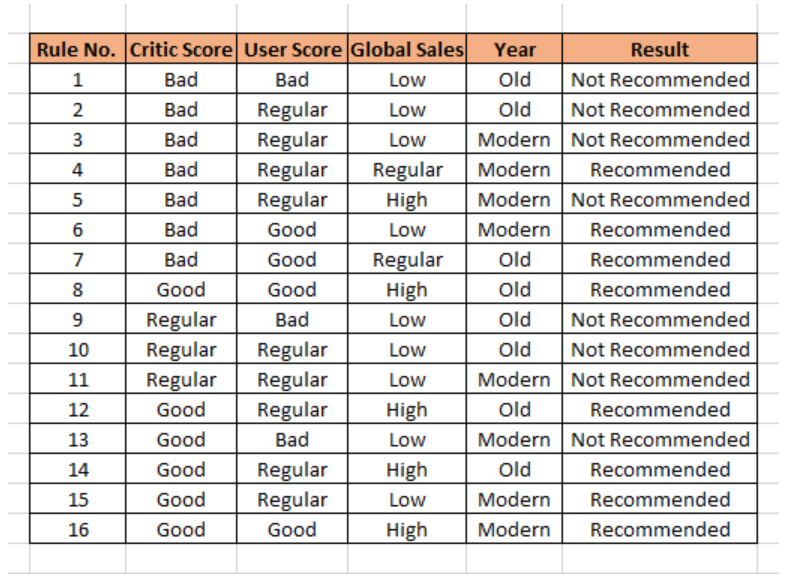 Rule No. Critic Score User Score Global Sales Year Result
1 Bad Bad Low Old Not Recommended
2 Bad Regular Low Old Not Recommended
3 Bad Regular Low Modern Not Recommended
4 Bad Regular Regular Modern Recommended
5 Bad Regular High Modern Not Recommended
6 Bad Good Low Modern Recommended
7 Bad Good Regular Old Recommended
8 Good Good High Old Recommended
9 Regular Bad Low Old Not Recommended
10 Regular Regular Low Old Not Recommended
11 Regular Regular Low Modern Not Recommended
12 Good Regular High Old Recommended
13 Good Bad Low Modern Not Recommended
14 Good Regular High Old Recommended
15 Good Regular Low Modern Recommended
16 Good Good High Modern Recommended